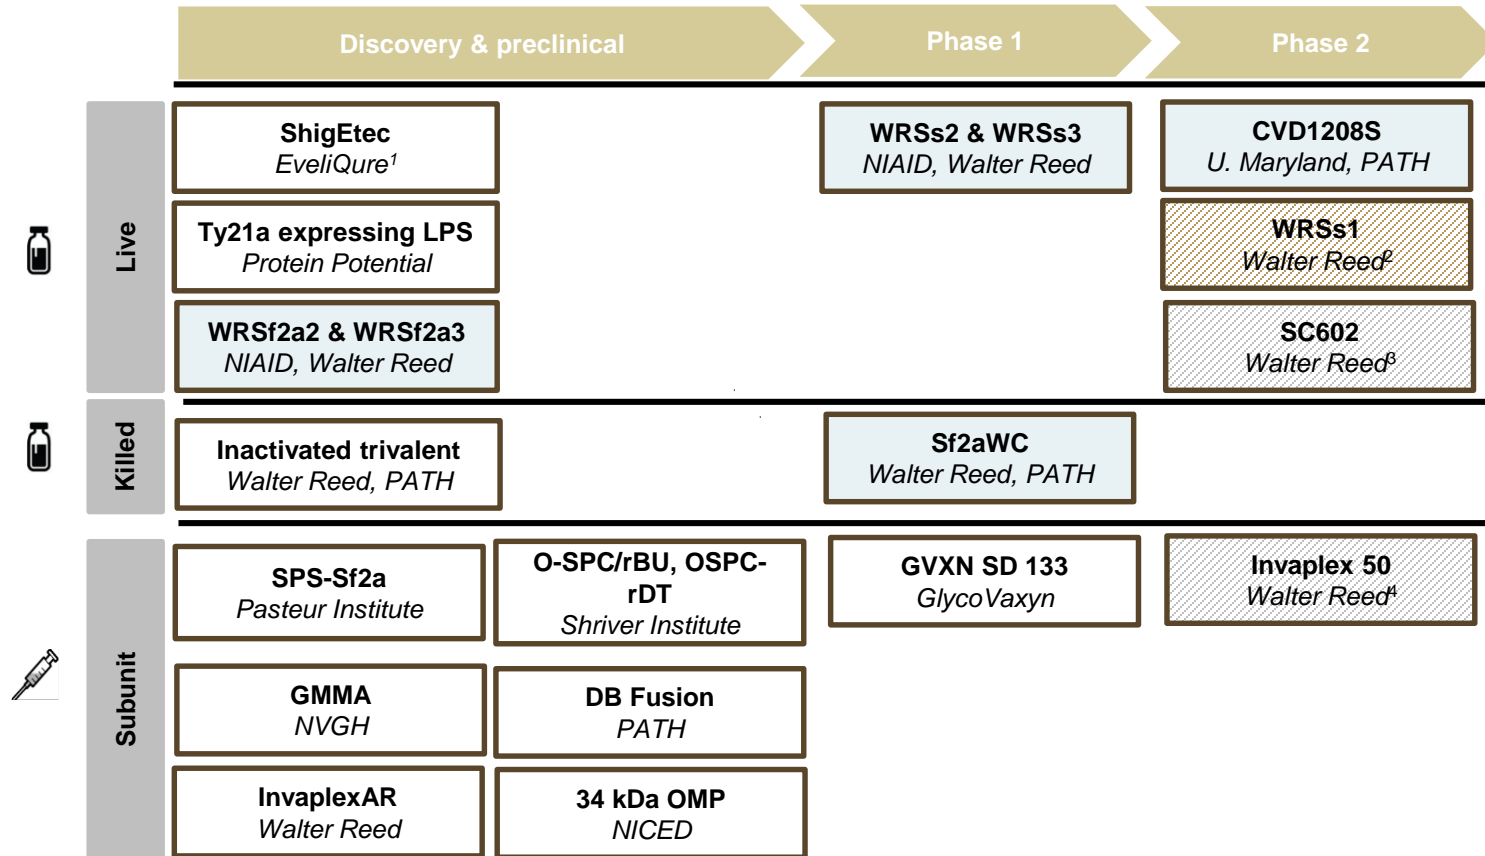 Discovery & preclinical
Phase 1
Phase 2
Live
ShigEtec
EveliQure¹
WRSs2 & WRSs3
NIAID, Walter Reed
CVD1208S
U. Maryland, PATH
Ty21a expressing LPS
Protein Potential
WRSs1
Walter Reed²
WRSf2a2 & WRSf2a3
NIAID, Walter Reed
SC602
Walter Reed³
Killed
Inactivated trivalent
Walter Reed, PATH
Sf2aWC
Walter Reed, PATH
Subunit
SPS-Sf2a
Pasteur Institute
O-SPC/rBU, OSPC-
rDT
Shriver Institute
GVXN SD 133
GlycoVaxyn
Invaplex 50
Walter Reed⁴
GMMA
NVGH
DB Fusion
PATH
InvaplexAR
Walter Reed
34 kDa OMP
NICED